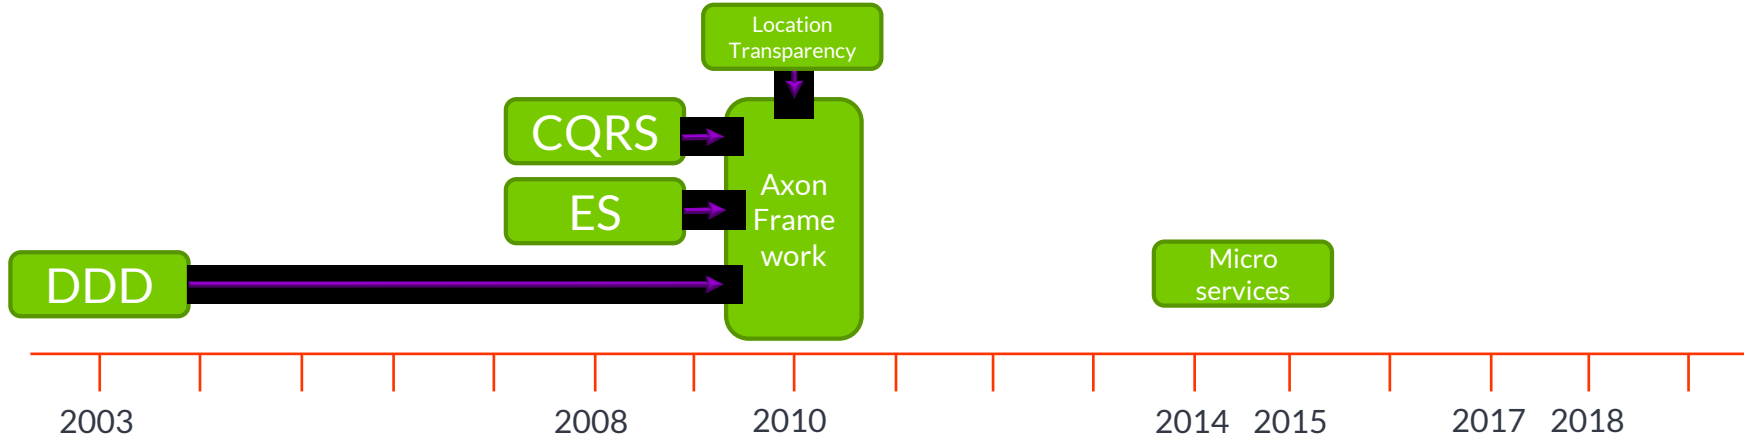 Location
Transparency
CQRS
ES
DDD
Axon
Frame
work
Micro
services
2003
2008
2010
2014
2015
2017
2018